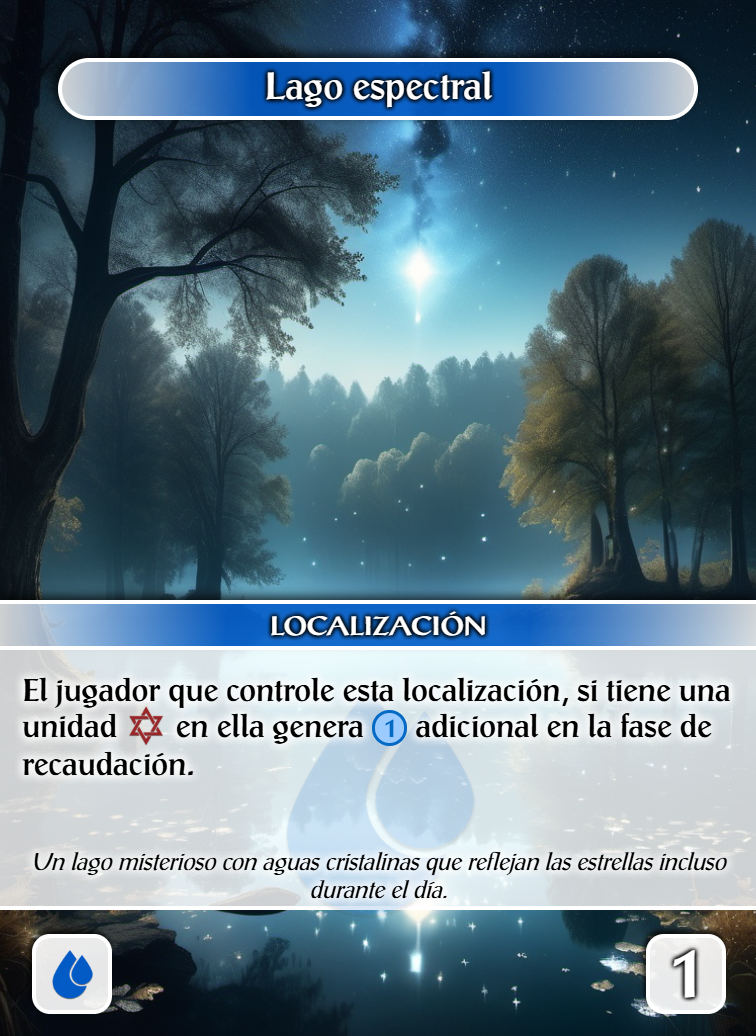 Lago espectral
LOCALIZACIÓN
El jugador que controle esta localización, si tiene una
unidad en ella genera 1 adicional en la fase de
recaudación.
Un lago misterioso con aguas cristalinas que reflejan las estrellas incluso
durante el día.
1